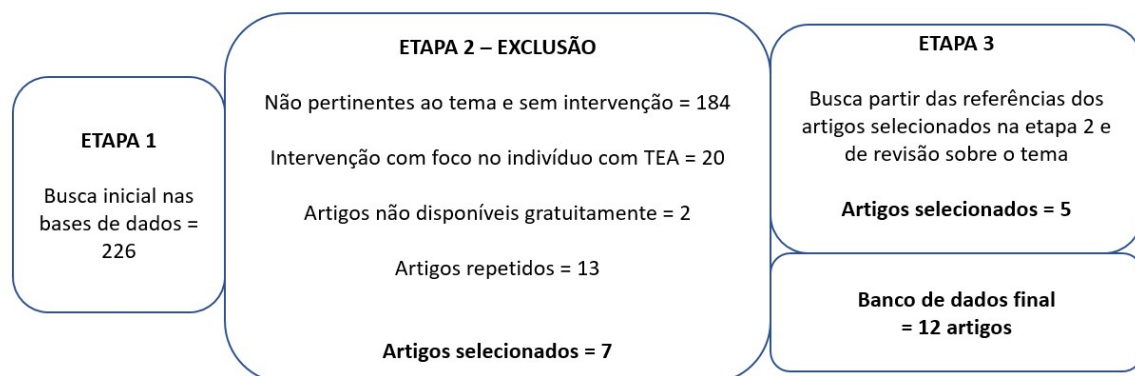 ETAPA 1
Busca inicial nas
bases de dados =
226
ETAPA 2 – EXCLUSÃO
Não pertinentes ao tema e sem intervenção = 184
Intervenção com foco no indivíduo com TEA = 20
Artigos não disponíveis gratuitamente = 2
Artigos repetidos = 13
Artigos selecionados = 7
ETAPA 3
Busca partir das referências dos
artigos selecionados na etapa 2 e
de revisão sobre o tema
Artigos selecionados = 5
Banco de dados final
= 12 artigos